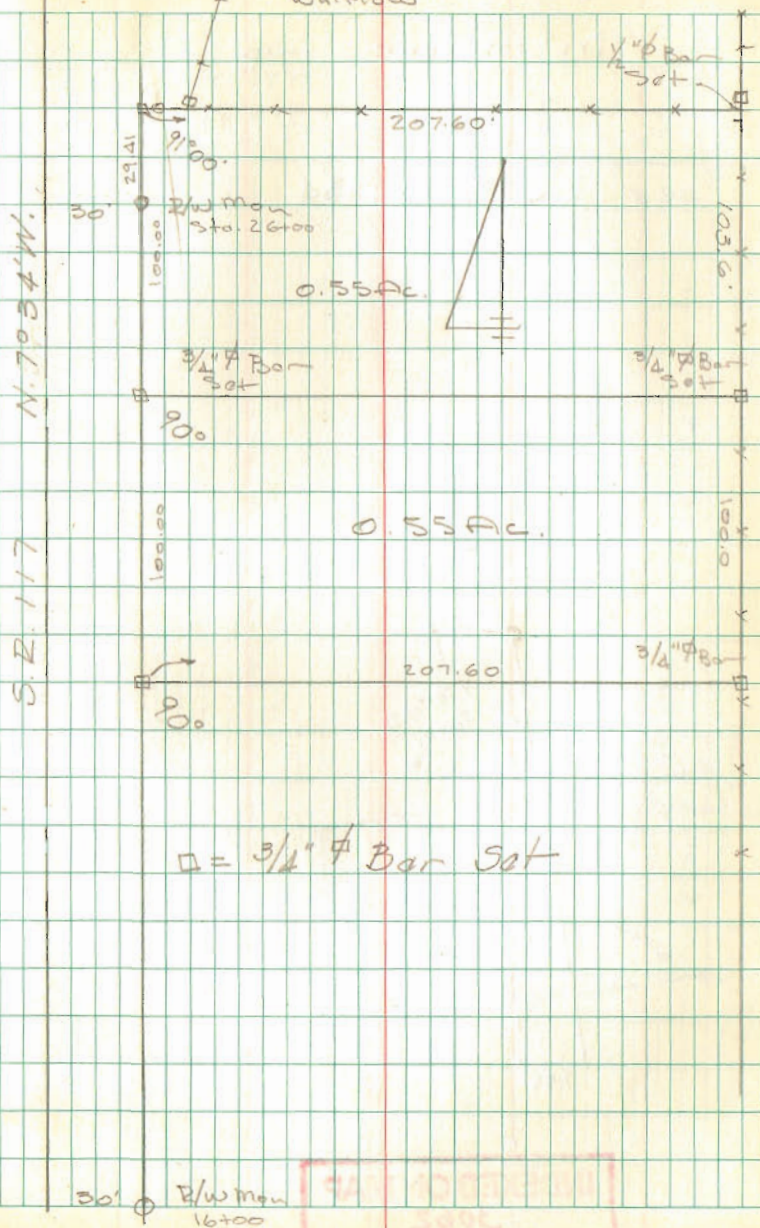 1/2" ϕ Bar
Set
207.60'
91°00'
29.41
30'
R/W Mon
Sta. 26+00
100.00
103.6'
0.55 Ac.
3/4" ϕ Bar
Set
3/4" ϕ Bar
Set
90°
S.R. 117 N. 7°34'W.
100.00
0.55 Ac.
100.0
3/4" ϕ Bar
207.60
90°
□ = 3/4" ϕ Bar Set
30'
R/W Mon
16+00